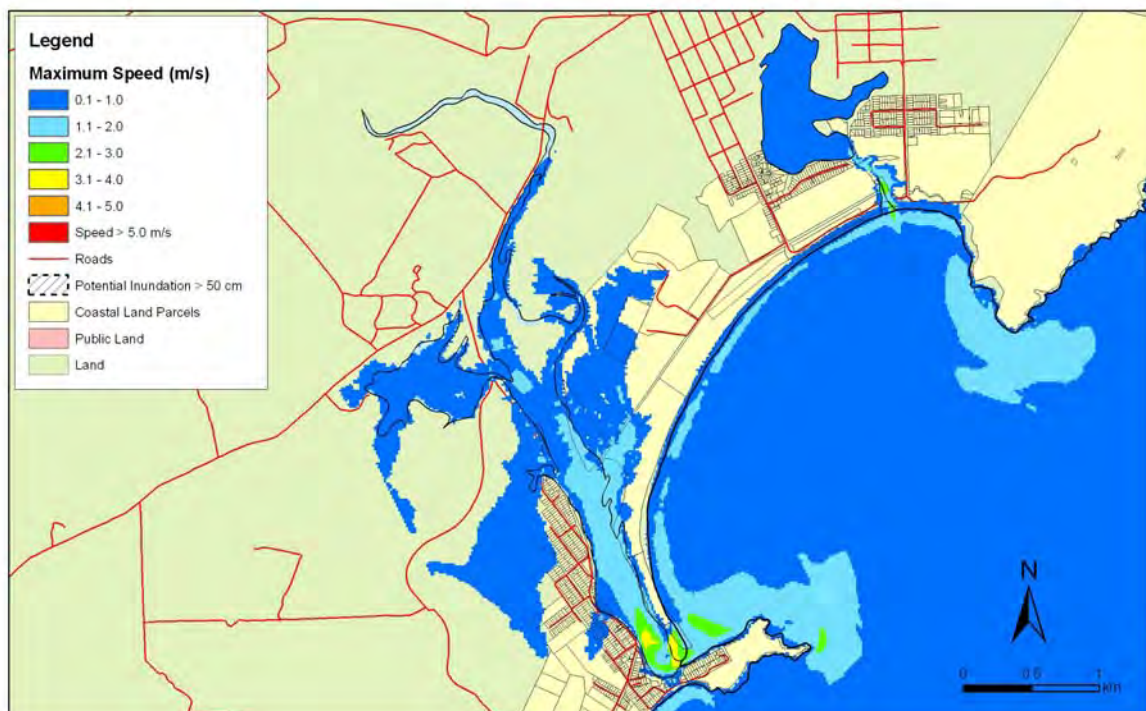 Legend
Maximum Speed (m/s)
0.1 - 1.0
1.1 - 2.0
2.1 - 3.0
3.1 - 4.0
4.1 - 5.0
Speed > 5.0 m/s
Roads
Potential Inundation > 50 cm
Coastal Land Parcels
Public Land
Land
N
0 0.5 1
km